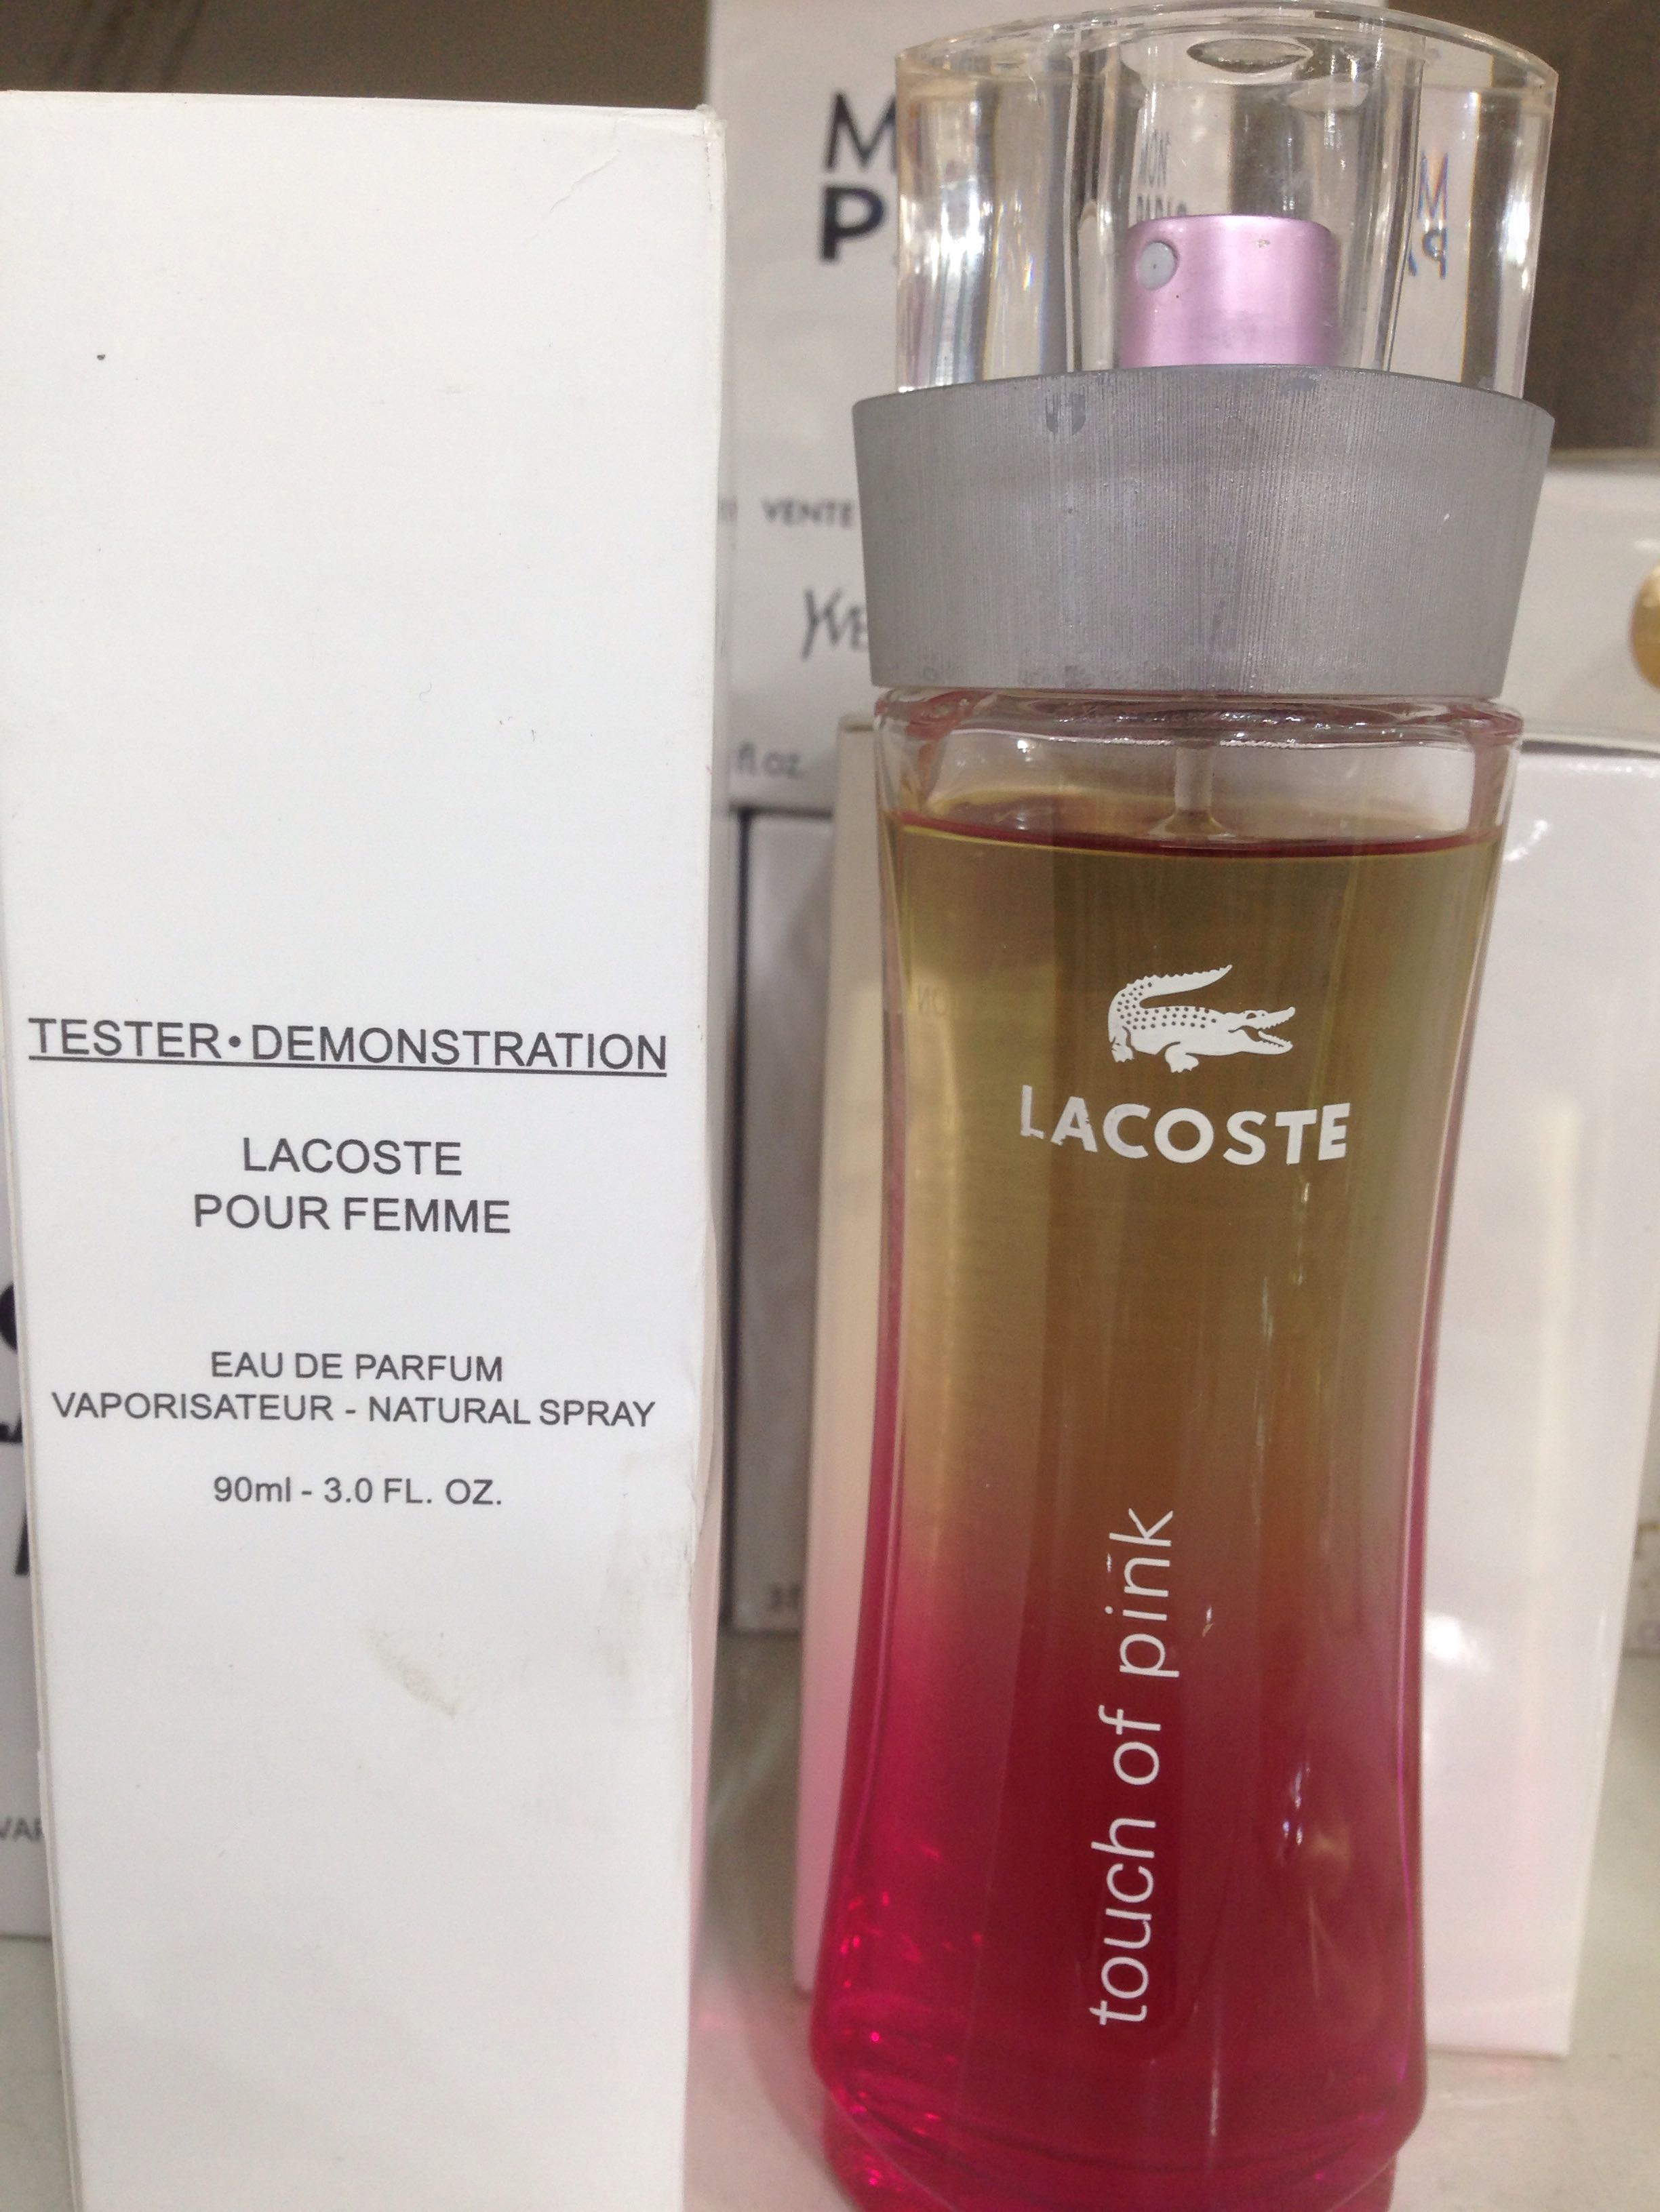 TESTER•DEMONSTRATION
LACOSTE
POUR FEMME
EAU DE PARFUM
VAPORISATEUR - NATURAL SPRAY
90ml - 3.0 FL. OZ.
LACOSTE
touch of pink
MON
VENTE
fl oz